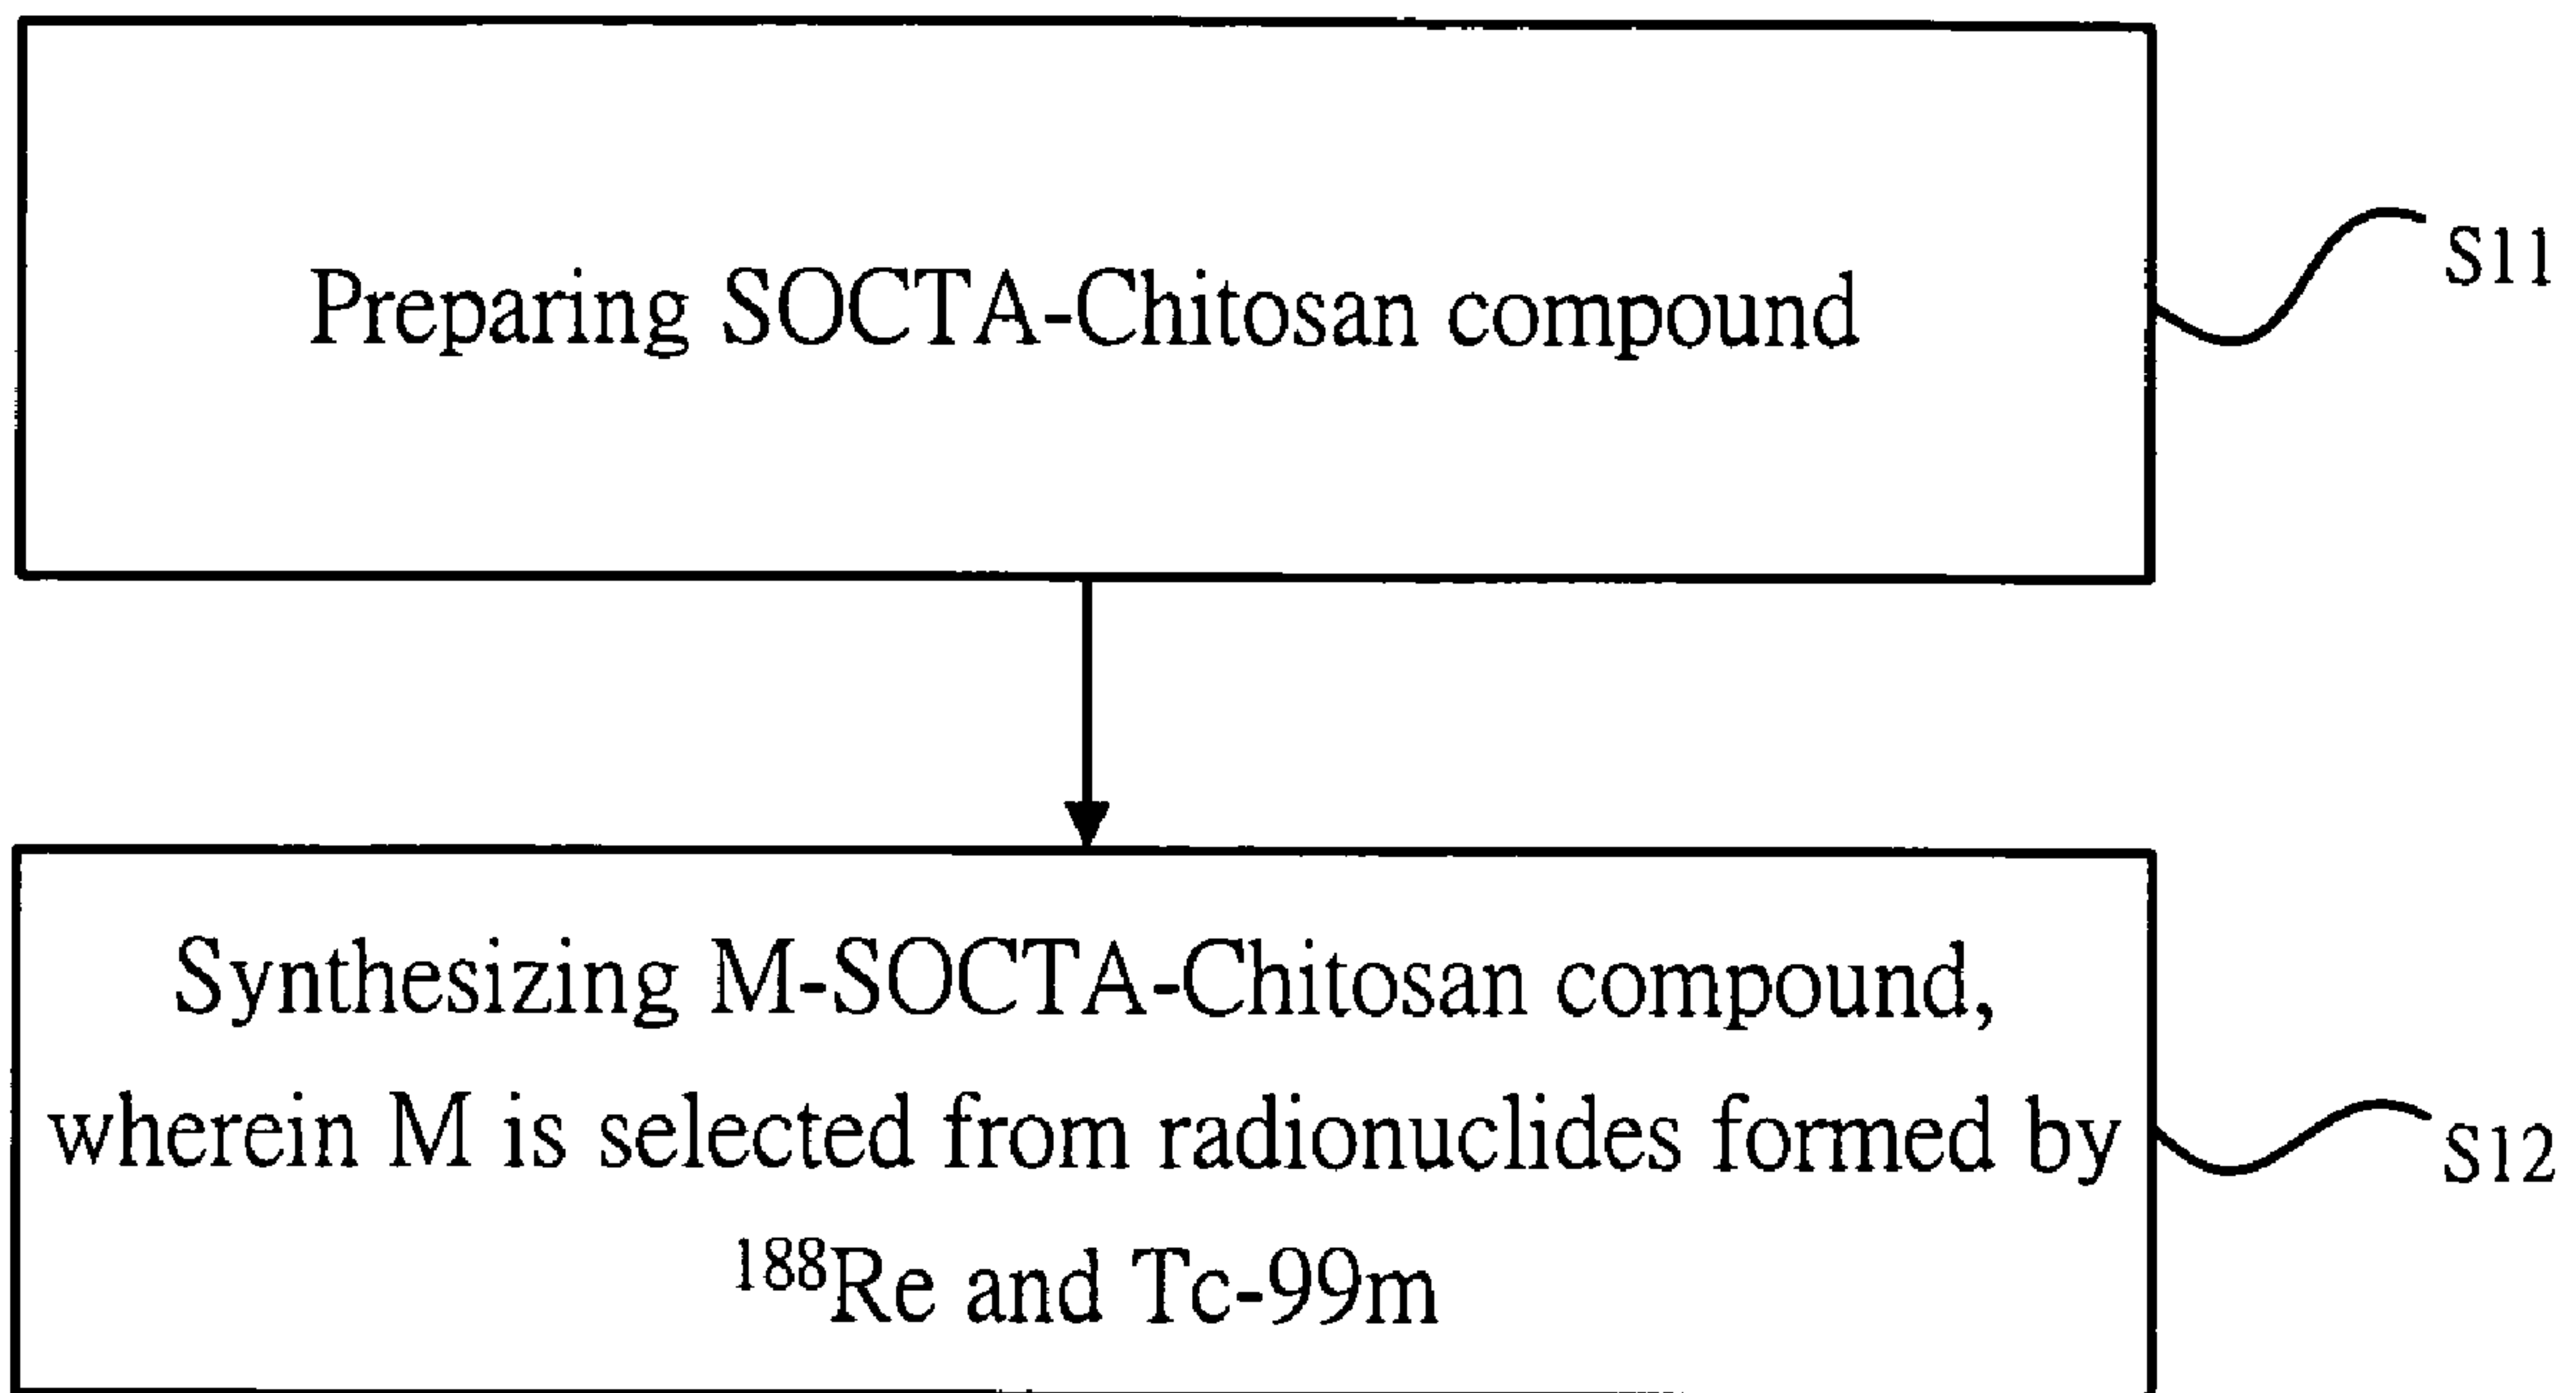 Preparing SOCTA-Chitosan compound
S11
Synthesizing M-SOCTA-Chitosan compound,
wherein M is selected from radionuclides formed by
¹⁸⁸Re and Tc-99m
S12